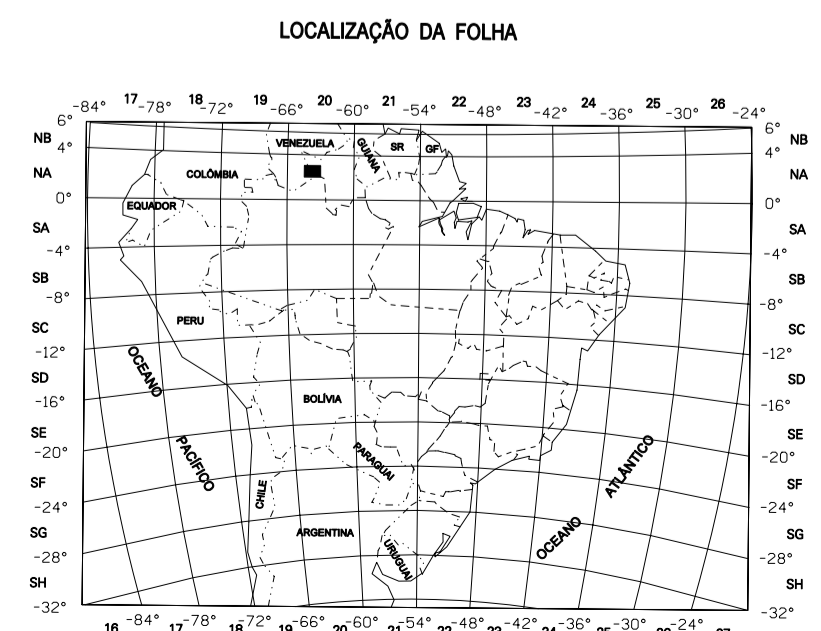 LOCALIZAÇÃO DA FOLHA
17 18 19 20 21 22 23 24 25 26
-84° -78° -72° -66° -60° -54° -48° -42° -36° -30° -24°
6° 6°
NB NB
4° 4°
VENEZUELA GUIANA SR GF
NA COLÔMBIA NA
0° 0°
EQUADOR
SA SA
-4° -4°
SB SB
-8° -8°
PERU
SC SC
-12° -12°
OCEANO
SD SD
-16° BOLÍVIA -16°
SE SE
-20° PACÍFICO PARAGUAI ATLÂNTICO -20°
SF CHILE SF
-24° -24°
SG ARGENTINA OCEANO SG
-28° URUGUAI -28°
SH SH
-32° -32°
-84° -78° -72° -66° -60° -54° -48° -42° -36° -30° -24°
16 17 18 19 20 21 22 23 24